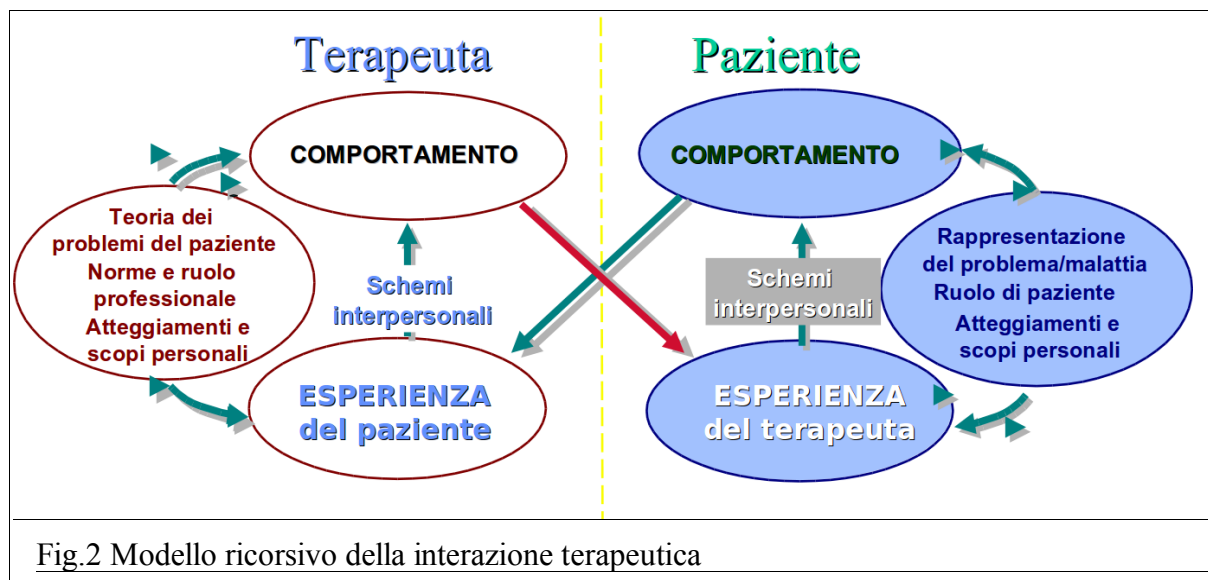 Terapeuta
Paziente
COMPORTAMENTO
COMPORTAMENTO
Teoria dei
problemi del paziente
Norme e ruolo
professionale
Atteggiamenti e
scopi personali
Schemi
interpersonali
Schemi
interpersonali
Rappresentazione
del problema/malattia
Ruolo di paziente
Atteggiamenti e
scopi personali
ESPERIENZA
del paziente
ESPERIENZA
del terapeuta
Fig.2 Modello ricorsivo della interazione terapeutica